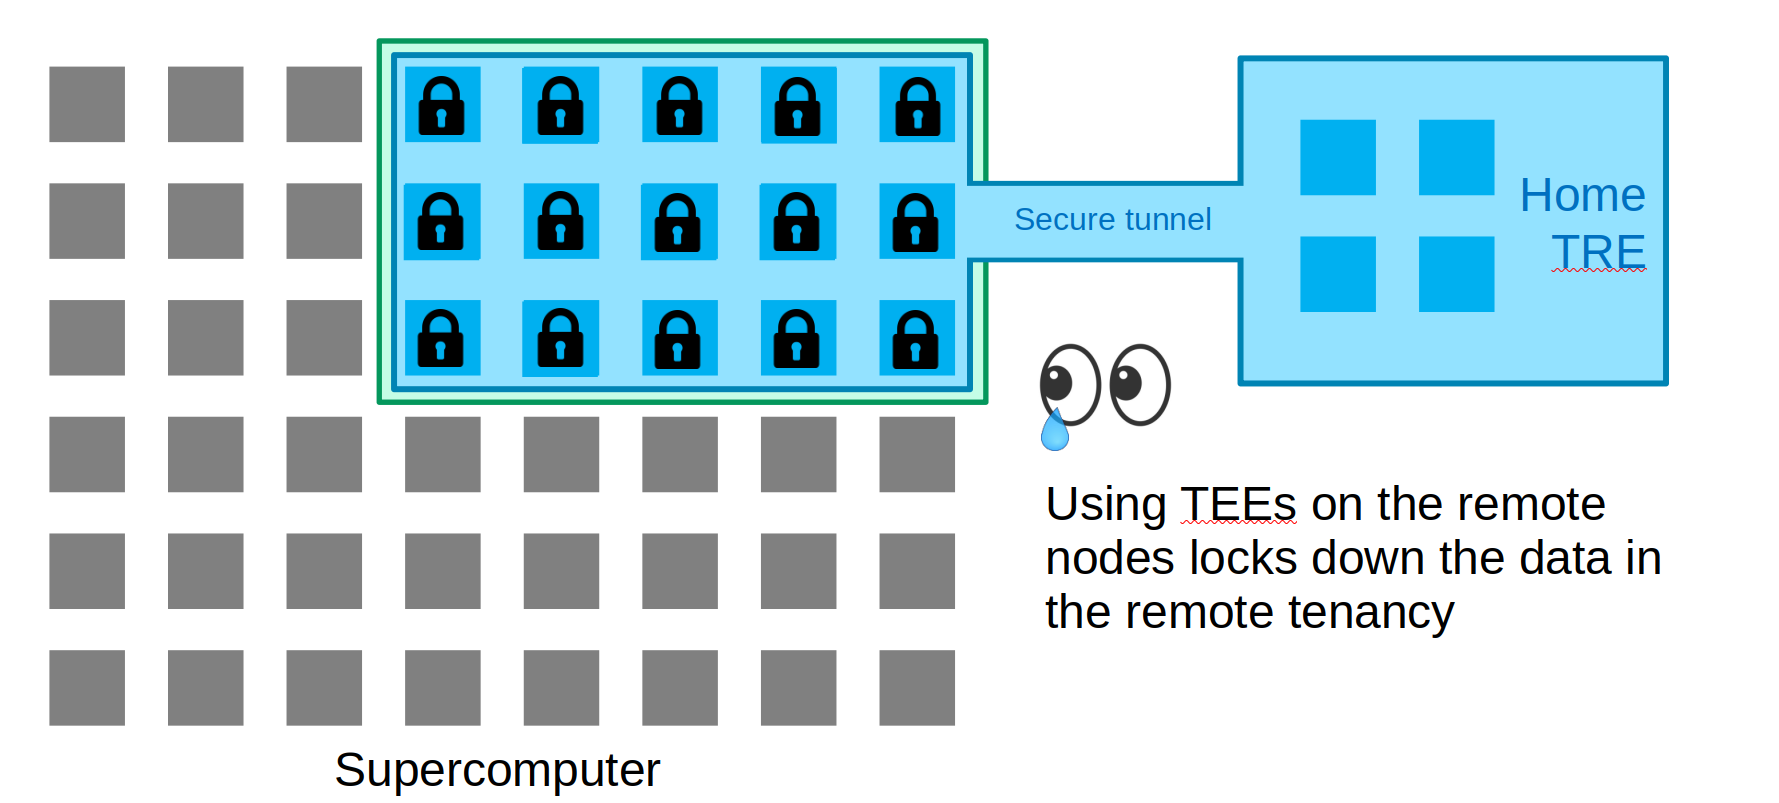 Secure tunnel
Home
TRE
Using TEEs on the remote
nodes locks down the data in
the remote tenancy
Supercomputer